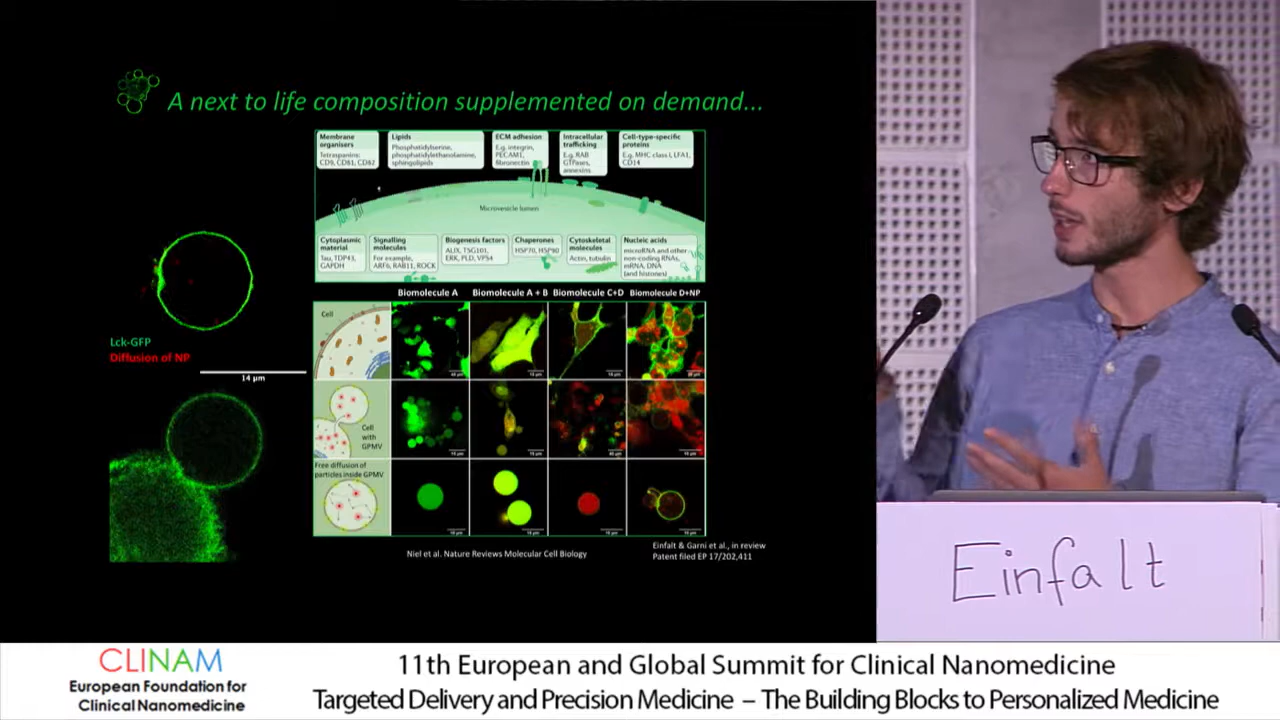 A next to life composition supplemented on demand...
Membrane organisers
Tetraspanins: CD9, CD81, CD82
Lipids
Phosphatidylserine, phosphatidylethanolamine, sphingolipids
ECM adhesion
E.g. integrin, PECAM1, fibronectin
Intracellular trafficking
E.g. RAB GTPases, annexins
Cell-type-specific proteins
E.g. MHC class I, LFA1, CD14
Microvesicle lumen
Cytoplasmic material
Tau, TDP43, GAPDH
Signalling molecules
For example, ARF6, RAB11, ROCK
Biogenesis factors
ALIX, TSG101, ERK, PLD, VPS4
Chaperones
HSP70, HSP90
Cytoskeletal molecules
Actin, tubulin
Nucleic acids
microRNA and other non-coding RNAs, mRNA, DNA (and histones)
Biomolecule A
Biomolecule A + B
Biomolecule C+D
Biomolecule D+NP
Cell
Cell with GPMV
Free diffusion of particles inside GPMV
Lck-GFP
Diffusion of NP
14 μm
Niel et al. Nature Reviews Molecular Cell Biology
Einfalt & Garni et al., in review
Patent filed EP 17/202,411
Einfalt
CLINAM
European Foundation for
Clinical Nanomedicine
11th European and Global Summit for Clinical Nanomedicine
Targeted Delivery and Precision Medicine – The Building Blocks to Personalized Medicine